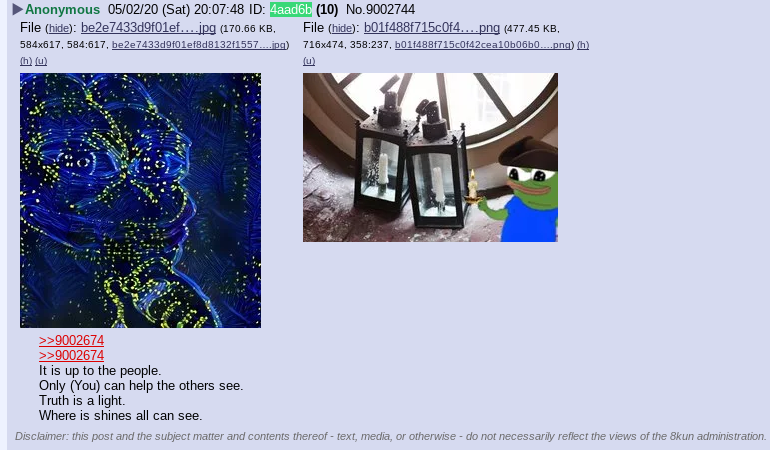 ▶Anonymous 05/02/20 (Sat) 20:07:48 ID: 4aad6b (10) No.9002744
File (hide): be2e7433d9f01ef….jpg (170.66 KB, 584x617, 584:617, be2e7433d9f01ef8d8132f1557….jpg) (h) (u)
File (hide): b01f488f715c0f4….png (477.45 KB, 716x474, 358:237, b01f488f715c0f42cea10b06b0….png) (h) (u)
>>9002674
>>9002674
It is up to the people.
Only (You) can help the others see.
Truth is a light.
Where is shines all can see.
Disclaimer: this post and the subject matter and contents thereof - text, media, or otherwise - do not necessarily reflect the views of the 8kun administration.